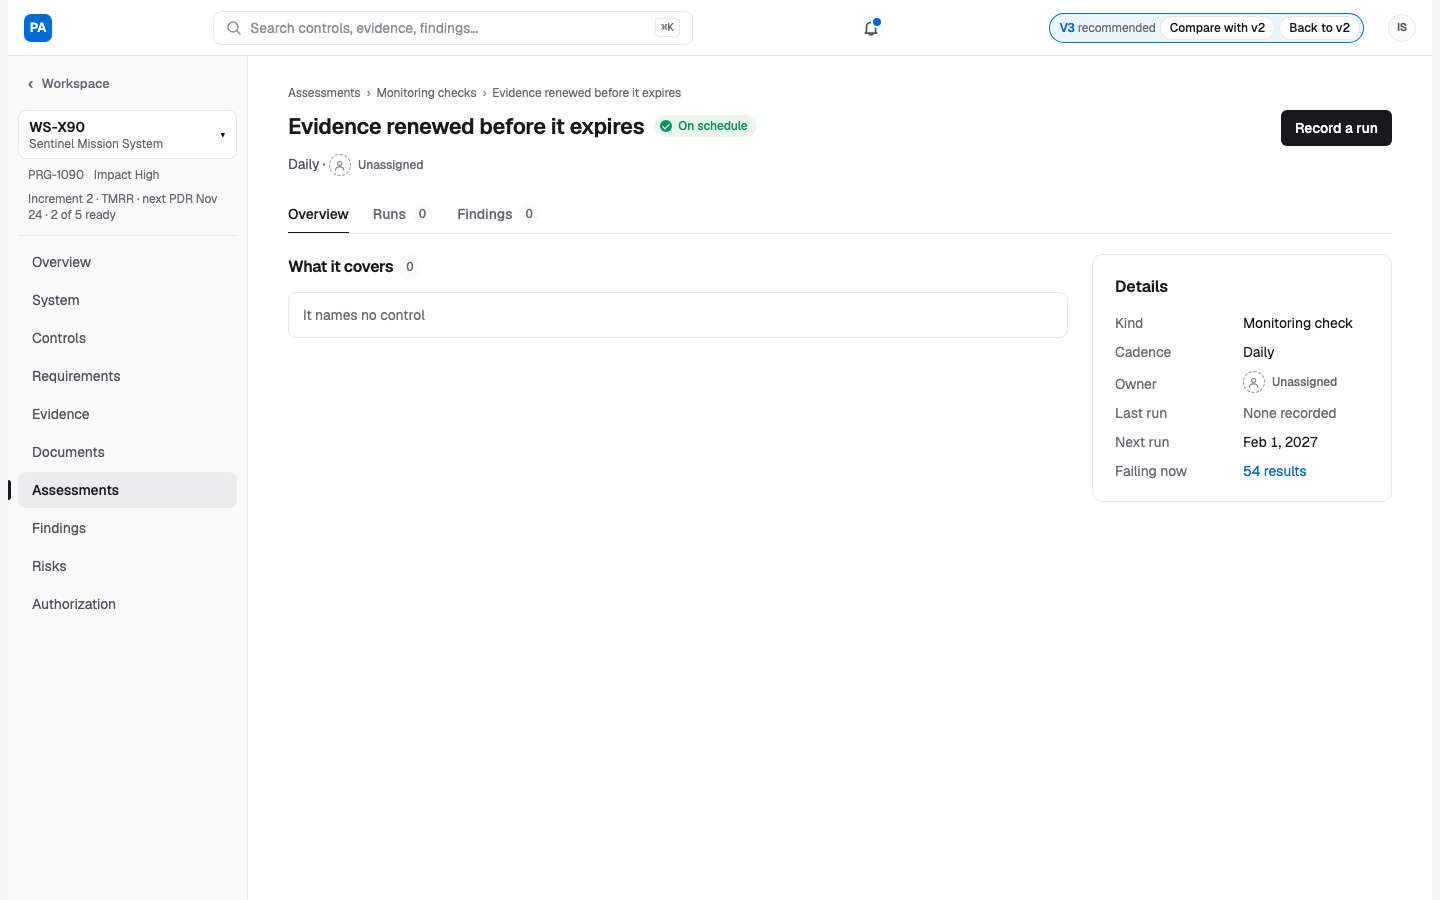 PA
Search controls, evidence, findings...
⌘K
V3 recommended
Compare with v2
Back to v2
IS
‹ Workspace
WS-X90
Sentinel Mission System
PRG-1090 Impact High
Increment 2 · TMRR · next PDR Nov
24 · 2 of 5 ready
Overview
System
Controls
Requirements
Evidence
Documents
Assessments
Findings
Risks
Authorization
Assessments › Monitoring checks › Evidence renewed before it expires
Evidence renewed before it expires
On schedule
Record a run
Daily · Unassigned
Overview
Runs 0
Findings 0
What it covers 0
It names no control
Details
Kind Monitoring check
Cadence Daily
Owner Unassigned
Last run None recorded
Next run Feb 1, 2027
Failing now 54 results